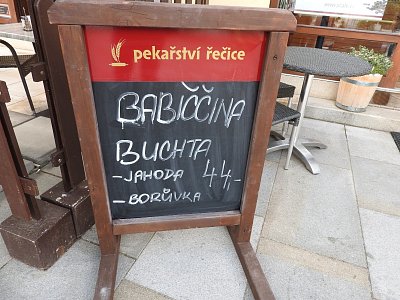 pekařství řečice
BABIČČINA
BUCHTA
-JAHODA 44,-
-BORŮVKA